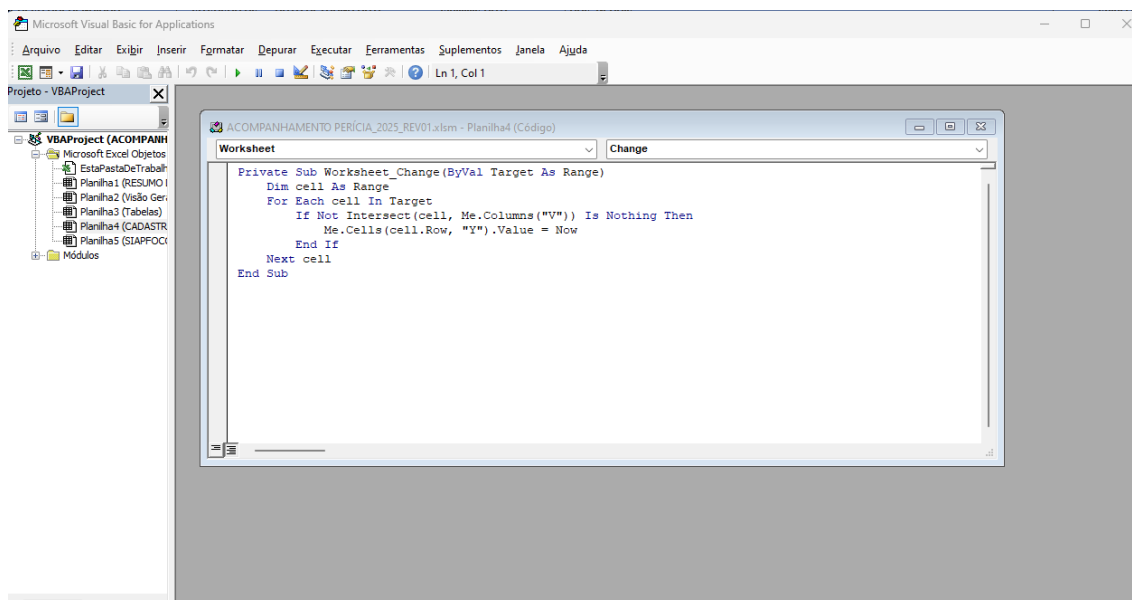 Microsoft Visual Basic for Applications
Arquivo Editar Exibir Inserir Formatar Depurar Executar Ferramentas Suplementos Janela Ajuda
Ln 1, Col 1
Projeto - VBAProject
VBAProject (ACOMPANH
Microsoft Excel Objetos
EstaPastaDeTrabalh
Planilha1 (RESUMO
Planilha2 (Visão Gera
Planilha3 (Tabelas)
Planilha4 (CADASTR
Planilha5 (SIAPFOC
Módulos
ACOMPANHAMENTO PERÍCIA_2025_REV01.xlsm - Planilha4 (Código)
Worksheet Change
Private Sub Worksheet_Change(ByVal Target As Range)
    Dim cell As Range
    For Each cell In Target
        If Not Intersect(cell, Me.Columns("V")) Is Nothing Then
            Me.Cells(cell.Row, "Y").Value = Now
        End If
    Next cell
End Sub